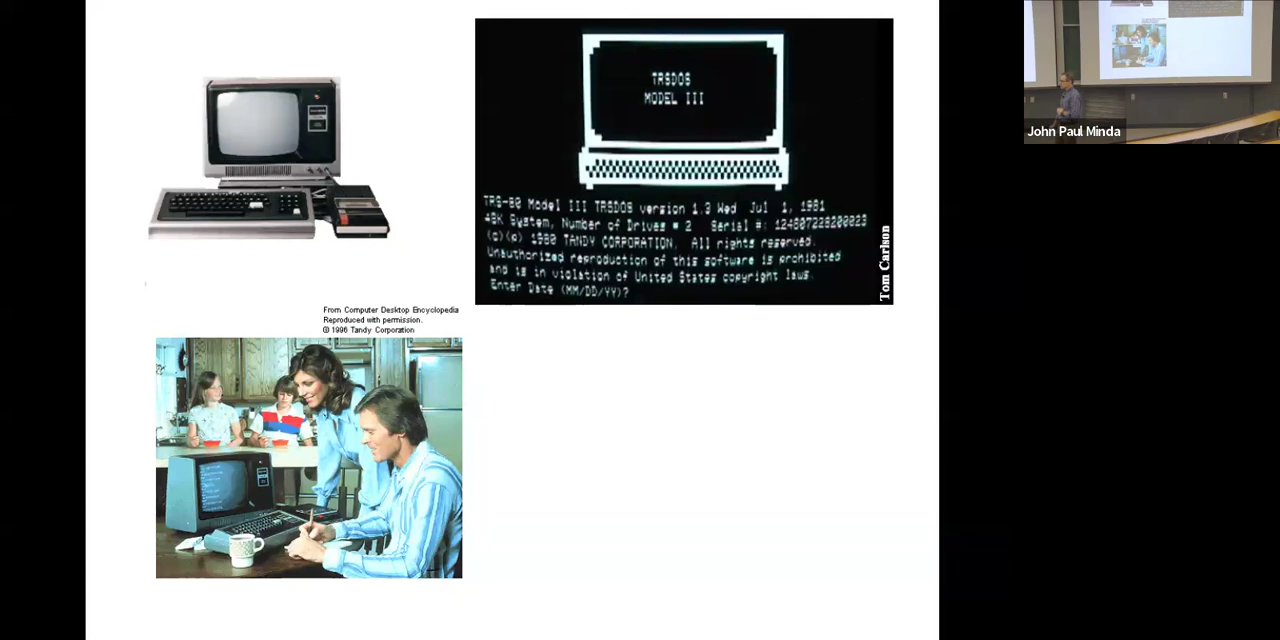 TRSDOS
MODEL III
TRS-80 Model III TRSDOS version 1.3 Wed Jul 1, 1981
48K System, Number of Drives = 2 Serial #: 124807228200023
(c)(p) 1980 TANDY CORPORATION. All rights reserved.
Unauthorized reproduction of this software is prohibited
and is in violation of United States copyright laws.
Enter Date (MM/DD/YY)?
Tom Carlson
From Computer Desktop Encyclopedia
Reproduced with permission.
© 1996 Tandy Corporation
John Paul Minda